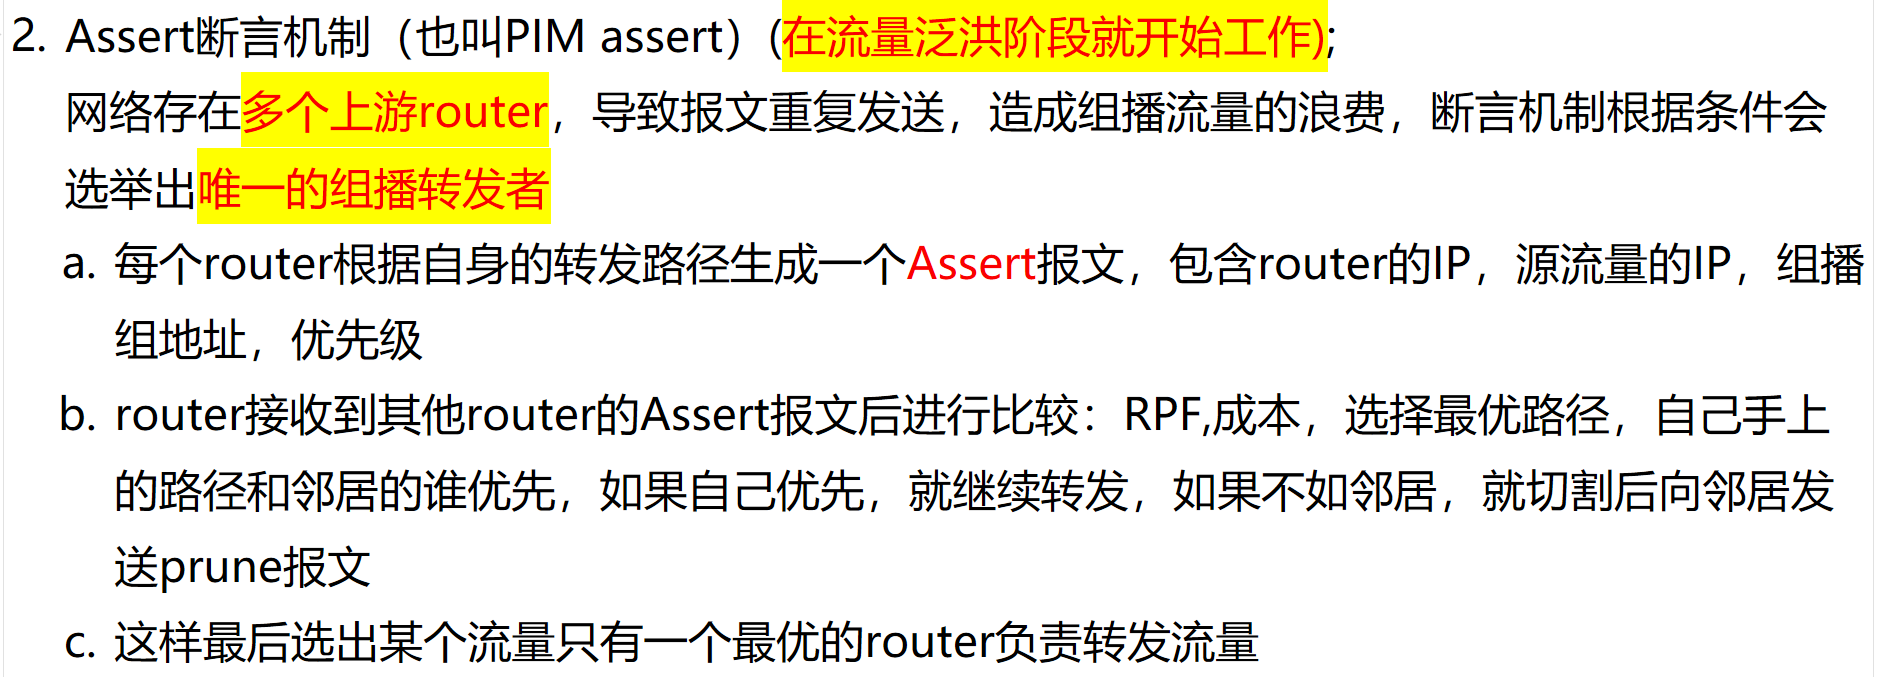 2. Assert断言机制（也叫PIM assert）(在流量泛洪阶段就开始工作);
网络存在多个上游router，导致报文重复发送，造成组播流量的浪费，断言机制根据条件会
选举出唯一的组播转发者
a. 每个router根据自身的转发路径生成一个Assert报文，包含router的IP，源流量的IP，组播
组地址，优先级
b. router接收到其他router的Assert报文后进行比较：RPF,成本，选择最优路径，自己手上
的路径和邻居的谁优先，如果自己优先，就继续转发，如果不如邻居，就切割后向邻居发
送prune报文
c. 这样最后选出某个流量只有一个最优的router负责转发流量